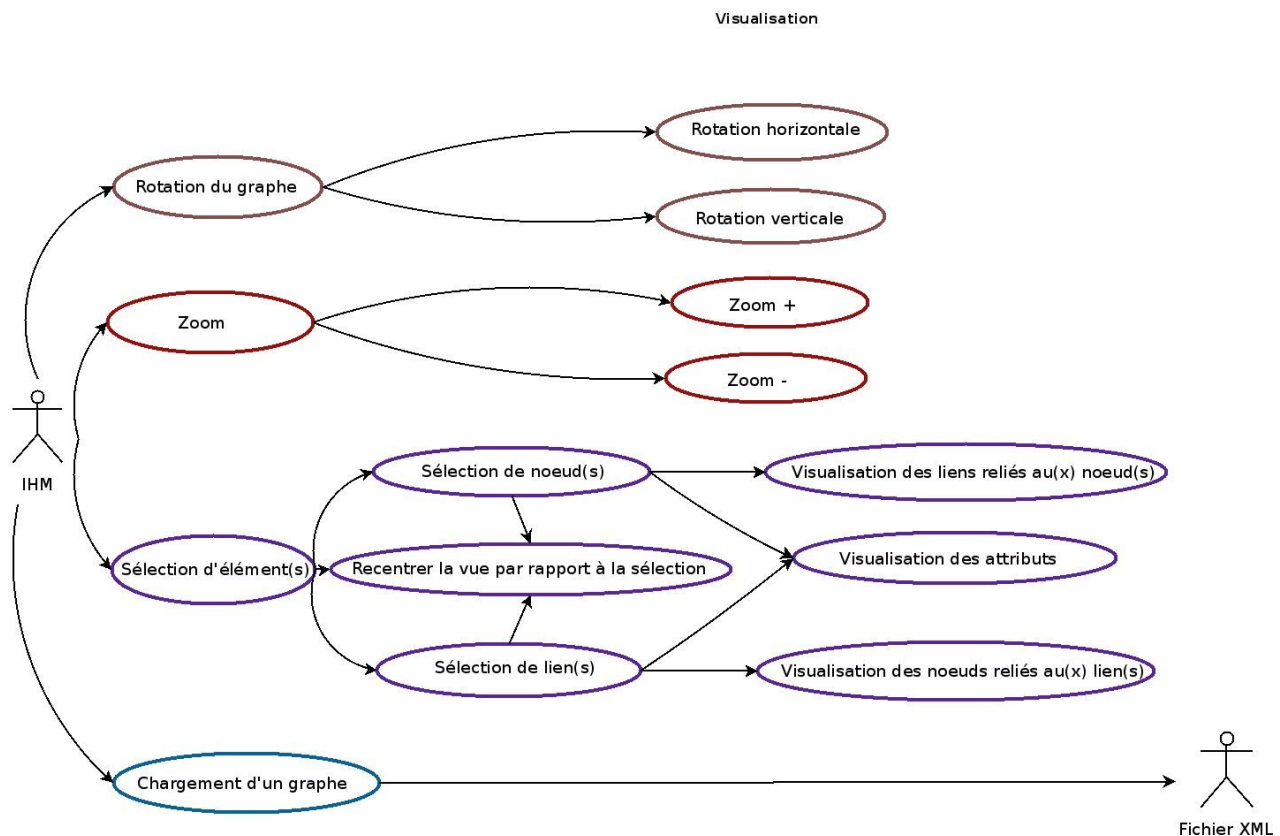 Visualisation
Rotation horizontale
Rotation du graphe
Rotation verticale
Zoom +
Zoom
Zoom -
Sélection de noeud(s)
Visualisation des liens reliés au(x) noeud(s)
IHM
Visualisation des attributs
Sélection d'élément(s)
Recentrer la vue par rapport à la sélection
Sélection de lien(s)
Visualisation des noeuds reliés au(x) lien(s)
Chargement d'un graphe
Fichier XML